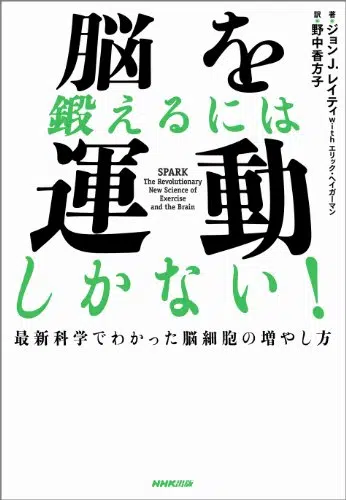 脳を
鍛えるには
運動
しかない!
SPARK
The Revolutionary
New Science of
Exercise
and the Brain
著●ジョン J. レイティ with エリック・ヘイガーマン
訳●野中香方子
最新科学でわかった脳細胞の増やし方
NHK出版